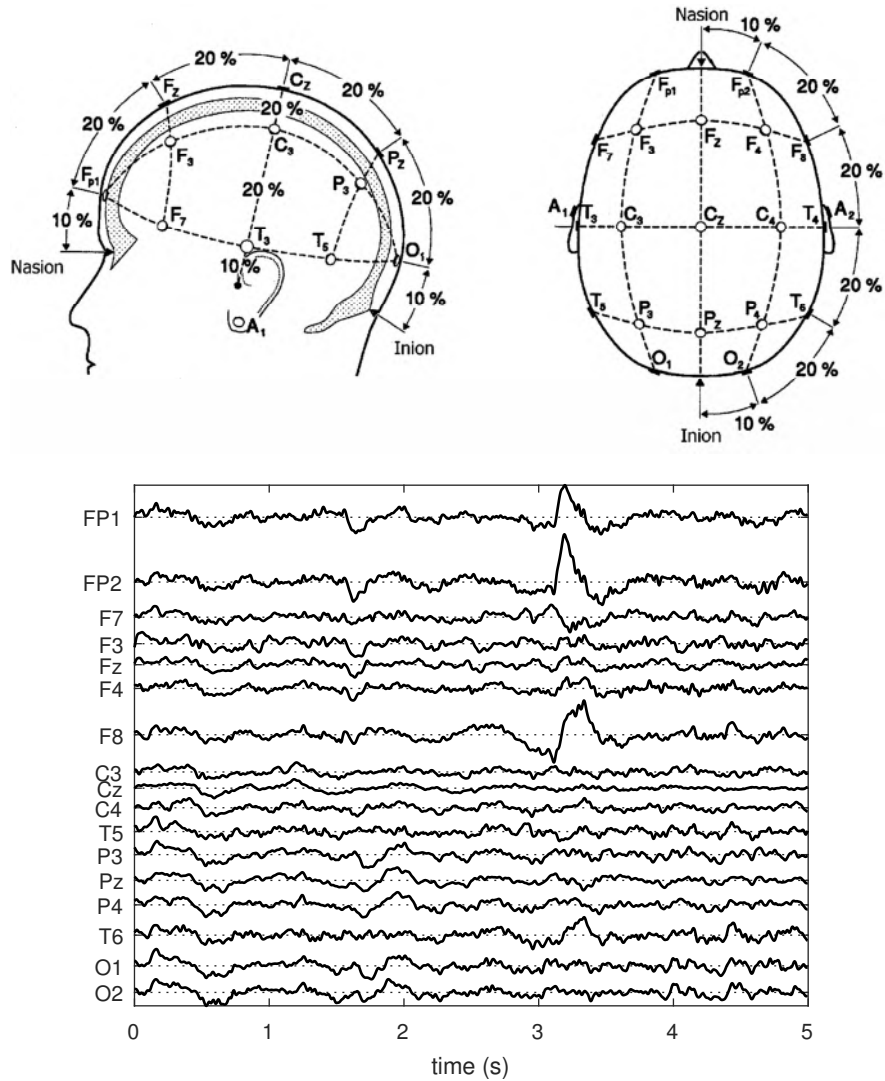 20 %
20 %
20 %
20 %
10 %
Fz
Cz
20 %
F3
C3
Pz
P3
Fp1
F7
20 %
T3
T5
O1
10 %
A1
10 %
Nasion
Inion
Nasion
10 %
20 %
20 %
20 %
20 %
10 %
Fp1
Fp2
F7
F3
Fz
F4
F8
A1
T3
C3
Cz
C4
T4
A2
T5
P3
Pz
P4
T6
O1
O2
Inion
FP1
FP2
F7
F3
Fz
F4
F8
C3
Cz
C4
T5
P3
Pz
P4
T6
O1
O2
0 1 2 3 4 5
time (s)